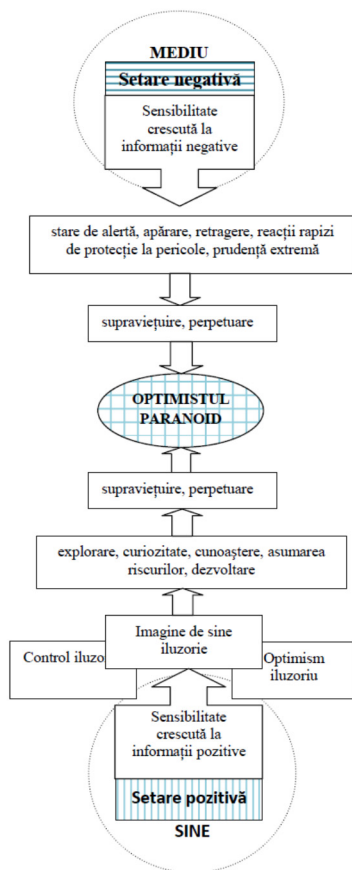 MEDIU
Setare negativă
Sensibilitate
crescută la
informații negative
stare de alertă, apărare, retragere, reacții rapizi
de protecție la pericole, prudență extremă
supraviețuire, perpetuare
OPTIMISTUL
PARANOID
supraviețuire, perpetuare
explorare, curiozitate, cunoaștere, asumarea
riscurilor, dezvoltare
Imagine de sine
iluzorie
Control iluzor
Optimism
iluzoriu
Sensibilitate
crescută la
informații pozitive
Setare pozitivă
SINE